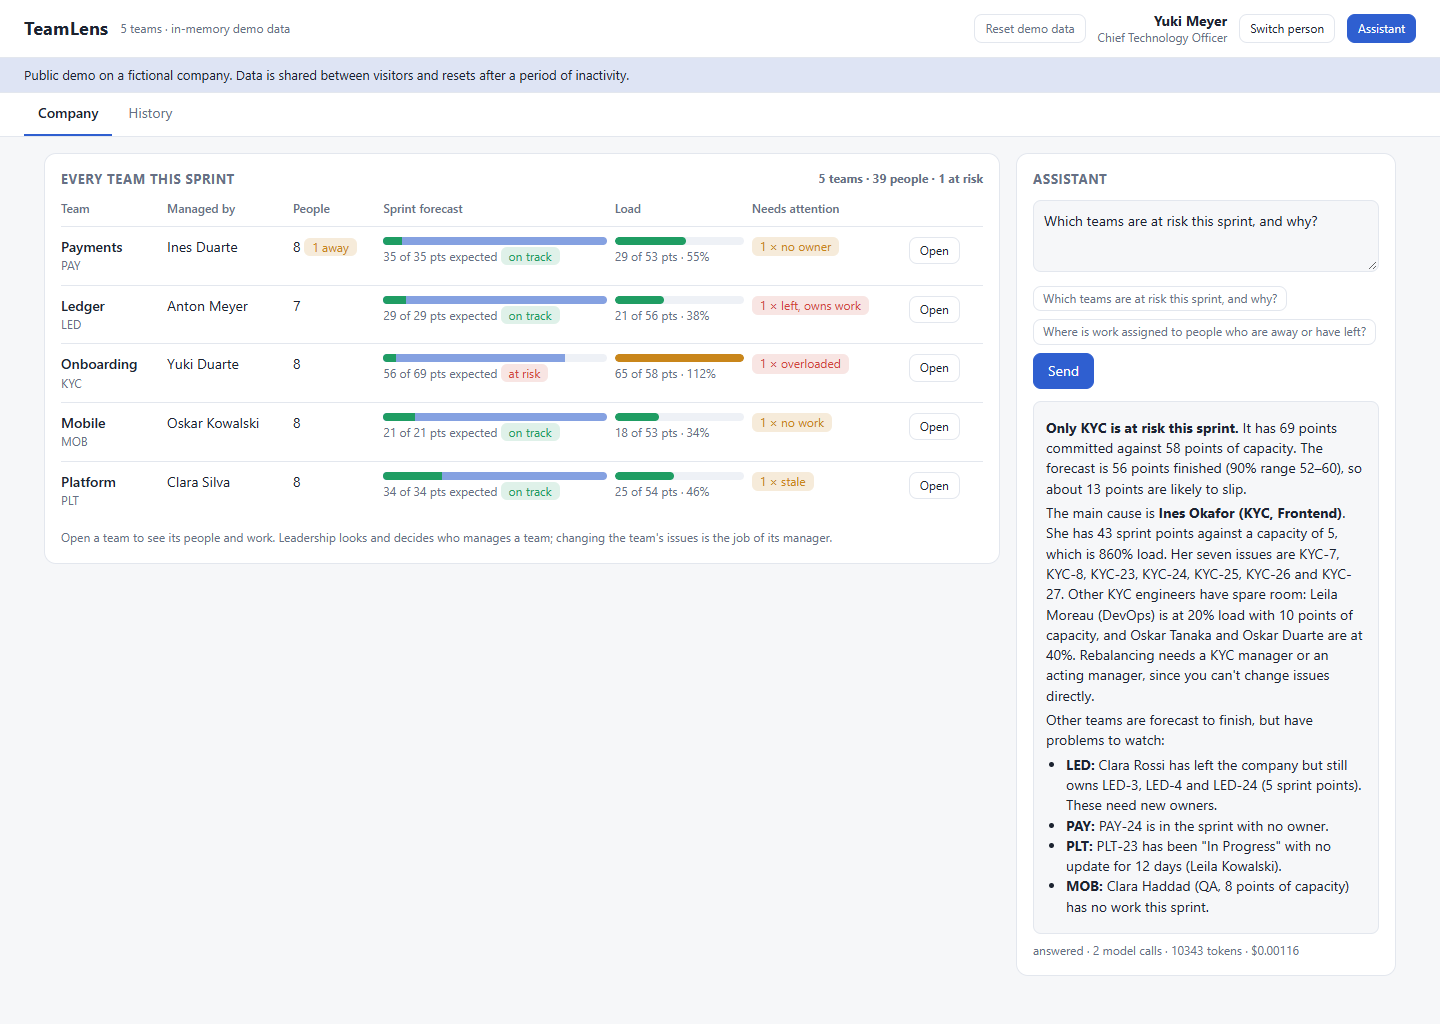 TeamLens
5 teams · in-memory demo data
Reset demo data
Yuki Meyer
Chief Technology Officer
Switch person
Assistant
Public demo on a fictional company. Data is shared between visitors and resets after a period of inactivity.
Company
History
EVERY TEAM THIS SPRINT
5 teams · 39 people · 1 at risk
Team Managed by People Sprint forecast Load Needs attention
Payments Ines Duarte 8 1 away 1 × no owner Open
PAY 35 of 35 pts expected on track 29 of 53 pts · 55%
Ledger Anton Meyer 7 1 × left, owns work Open
LED 29 of 29 pts expected on track 21 of 56 pts · 38%
Onboarding Yuki Duarte 8 1 × overloaded Open
KYC 56 of 69 pts expected at risk 65 of 58 pts · 112%
Mobile Oskar Kowalski 8 1 × no work Open
MOB 21 of 21 pts expected on track 18 of 53 pts · 34%
Platform Clara Silva 8 1 × stale Open
PLT 34 of 34 pts expected on track 25 of 54 pts · 46%
Open a team to see its people and work. Leadership looks and decides who manages a team; changing the team's issues is the job of its manager.
ASSISTANT
Which teams are at risk this sprint, and why?
Which teams are at risk this sprint, and why?
Where is work assigned to people who are away or have left?
Send
Only KYC is at risk this sprint. It has 69 points
committed against 58 points of capacity. The
forecast is 56 points finished (90% range 52–60), so
about 13 points are likely to slip.
The main cause is Ines Okafor (KYC, Frontend).
She has 43 sprint points against a capacity of 5,
which is 860% load. Her seven issues are KYC-7,
KYC-8, KYC-23, KYC-24, KYC-25, KYC-26 and KYC-
27. Other KYC engineers have spare room: Leila
Moreau (DevOps) is at 20% load with 10 points of
capacity, and Oskar Tanaka and Oskar Duarte are at
40%. Rebalancing needs a KYC manager or an
acting manager, since you can't change issues
directly.
Other teams are forecast to finish, but have
problems to watch:
• LED: Clara Rossi has left the company but still
owns LED-3, LED-4 and LED-24 (5 sprint points).
These need new owners.
• PAY: PAY-24 is in the sprint with no owner.
• PLT: PLT-23 has been "In Progress" with no
update for 12 days (Leila Kowalski).
• MOB: Clara Haddad (QA, 8 points of capacity)
has no work this sprint.
answered · 2 model calls · 10343 tokens · $0.00116